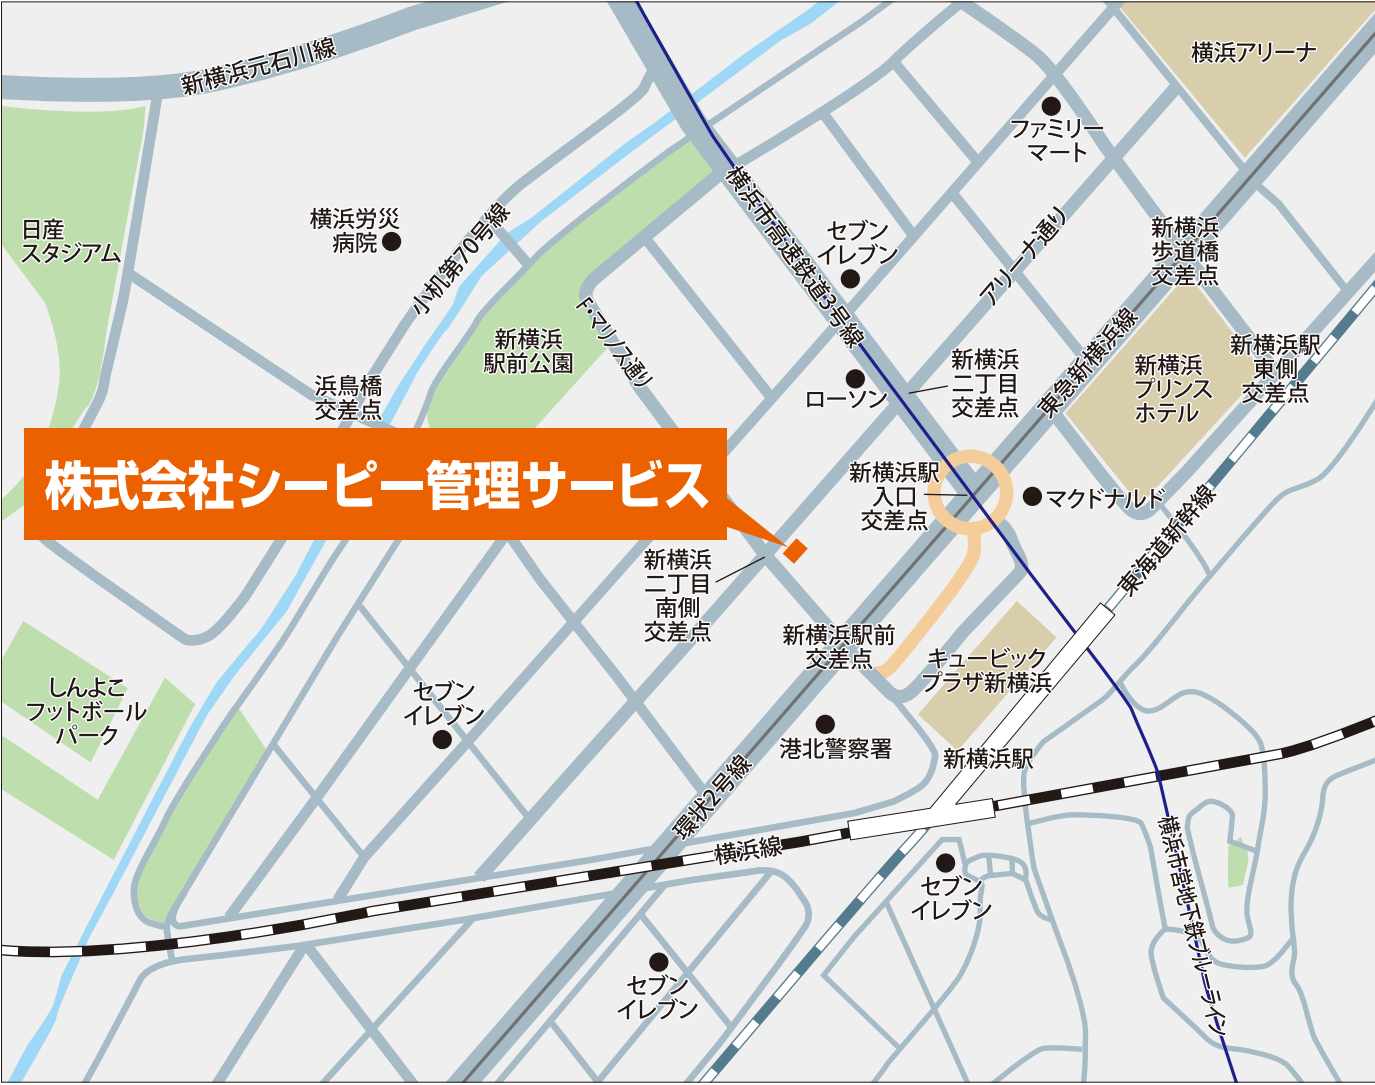 新横浜元石川線
横浜アリーナ
ファミリー
マート
日産
スタジアム
横浜労災
病院
小机第70号線
横浜市高速鉄道3号線
セブン
イレブン
アリーナ通り
新横浜
歩道橋
交差点
F・マリノス通り
新横浜
駅前公園
東急新横浜線
新横浜駅
東側
交差点
新横浜
二丁目
交差点
新横浜
プリンス
ホテル
浜鳥橋
交差点
ローソン
株式会社シーピー管理サービス
新横浜駅
入口
交差点
マクドナルド
東海道新幹線
新横浜
二丁目
南側
交差点
新横浜駅前
交差点
キュービック
プラザ新横浜
しんよこ
フットボール
パーク
セブン
イレブン
港北警察署
新横浜駅
環状2号線
横浜線
横浜市営地下鉄ブルーライン
セブン
イレブン
セブン
イレブン